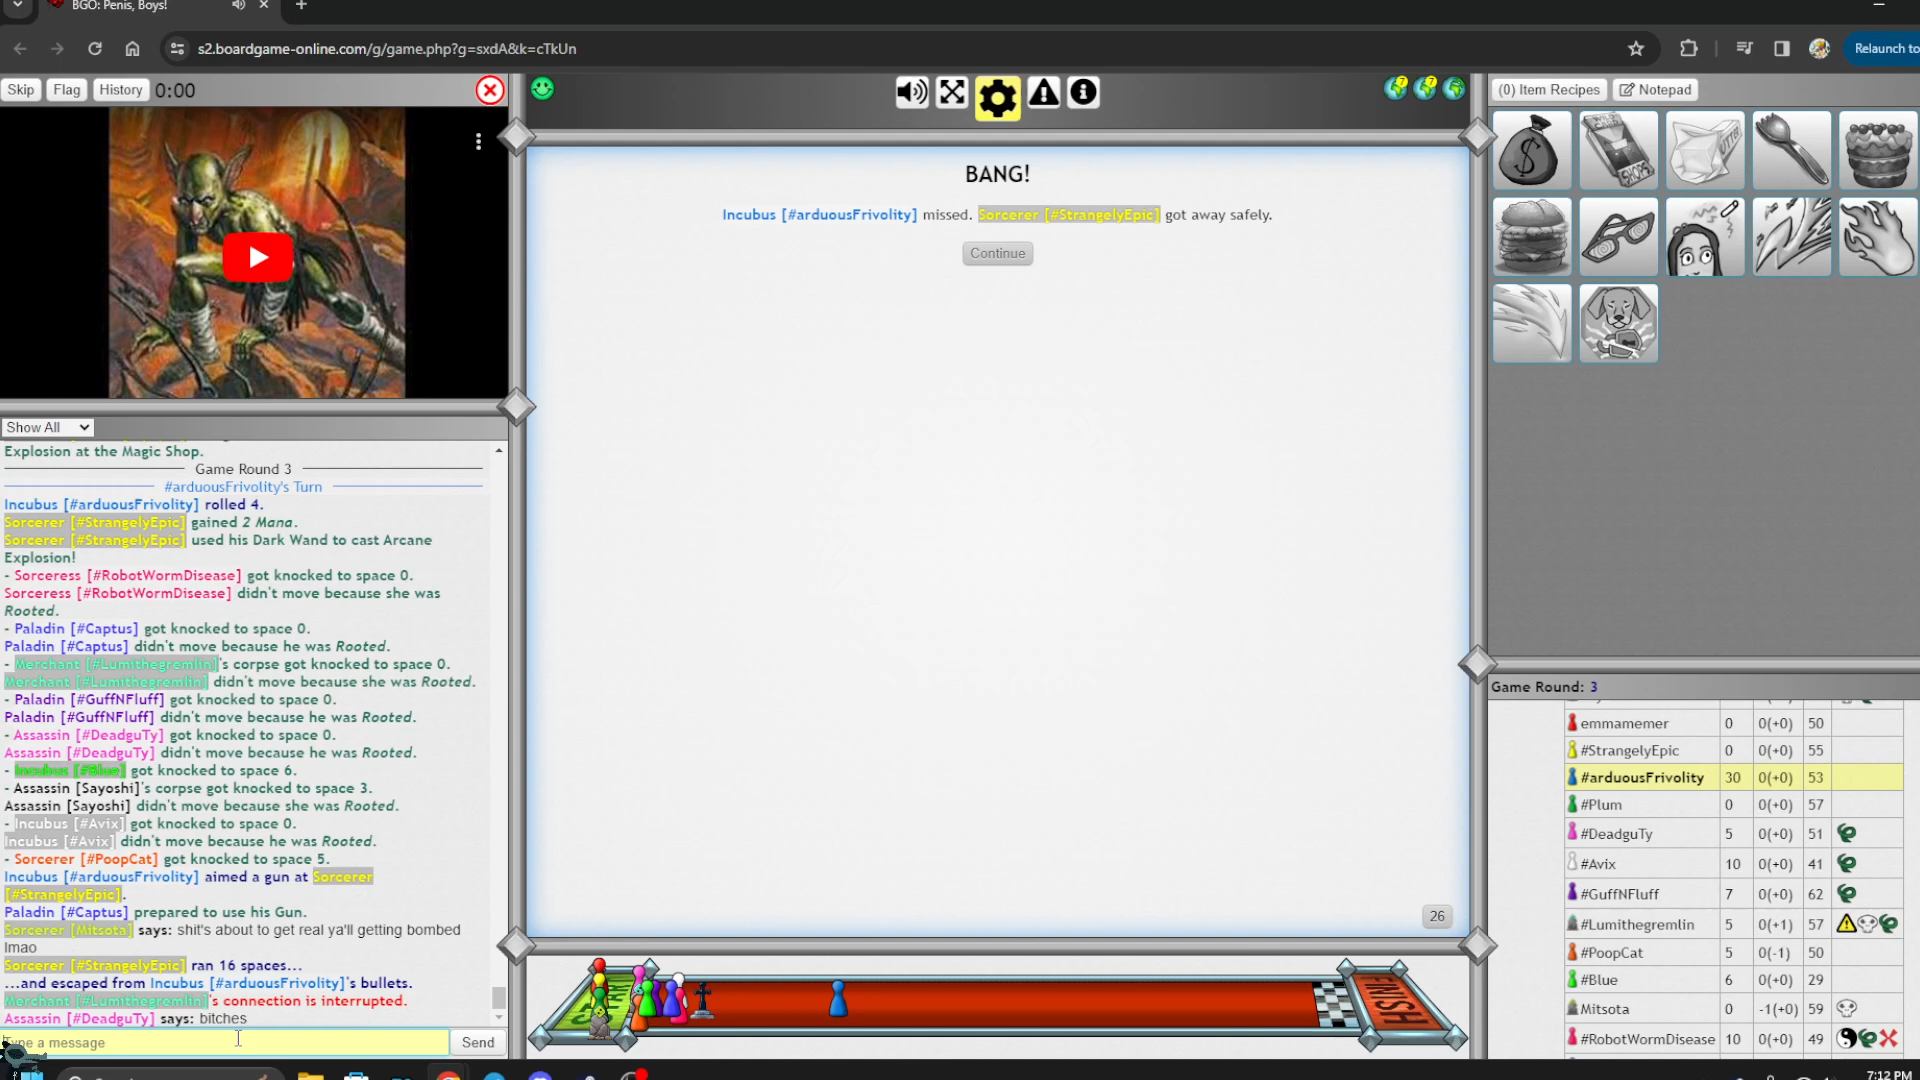 BGO: Penis, Boys!
s2.boardgame-online.com/g/game.php?g=sxdA&k=cTkUn
Relaunch to
Skip Flag History 0:00
(0) Item Recipes Notepad
7 7
BANG!
Incubus [#arduousFrivolity] missed. Sorcerer [#StrangelyEpic] got away safely.
Continue
26
Show All
Explosion at the Magic Shop.
Game Round 3
#arduousFrivolity's Turn
Incubus [#arduousFrivolity] rolled 4.
Sorcerer [#StrangelyEpic] gained 2 Mana.
Sorcerer [#StrangelyEpic] used his Dark Wand to cast Arcane
Explosion!
- Sorceress [#RobotWormDisease] got knocked to space 0.
Sorceress [#RobotWormDisease] didn't move because she was
Rooted.
- Paladin [#Captus] got knocked to space 0.
Paladin [#Captus] didn't move because he was Rooted.
- Merchant [#Lumithegremlin]'s corpse got knocked to space 0.
Merchant [#Lumithegremlin] didn't move because she was Rooted.
- Paladin [#GuffNFluff] got knocked to space 0.
Paladin [#GuffNFluff] didn't move because he was Rooted.
- Assassin [#DeadguTy] got knocked to space 0.
Assassin [#DeadguTy] didn't move because he was Rooted.
- Incubus [#Blue] got knocked to space 6.
- Assassin [Sayoshi]'s corpse got knocked to space 3.
Assassin [Sayoshi] didn't move because she was Rooted.
- Incubus [#Avix] got knocked to space 0.
Incubus [#Avix] didn't move because he was Rooted.
- Sorcerer [#PoopCat] got knocked to space 5.
Incubus [#arduousFrivolity] aimed a gun at Sorcerer
[#StrangelyEpic].
Paladin [#Captus] prepared to use his Gun.
Sorcerer [Mitsota] says: shit's about to get real ya'll getting bombed
lmao
Sorcerer [#StrangelyEpic] ran 16 spaces...
...and escaped from Incubus [#arduousFrivolity]'s bullets.
Merchant [#Lumithegremlin]'s connection is interrupted.
Assassin [#DeadguTy] says: bitches
Type a message Send
FINISH
Game Round: 3
emmamemer 0 0(+0) 50
#StrangelyEpic 0 0(+0) 55
#arduousFrivolity 30 0(+0) 53
#Plum 0 0(+0) 57
#DeadguTy 5 0(+0) 51
#Avix 10 0(+0) 41
#GuffNFluff 7 0(+0) 62
#Lumithegremlin 5 0(+1) 57
#PoopCat 5 0(-1) 50
#Blue 6 0(+0) 29
Mitsota 0 -1(+0) 59
#RobotWormDisease 10 0(+0) 49
7:12 PM